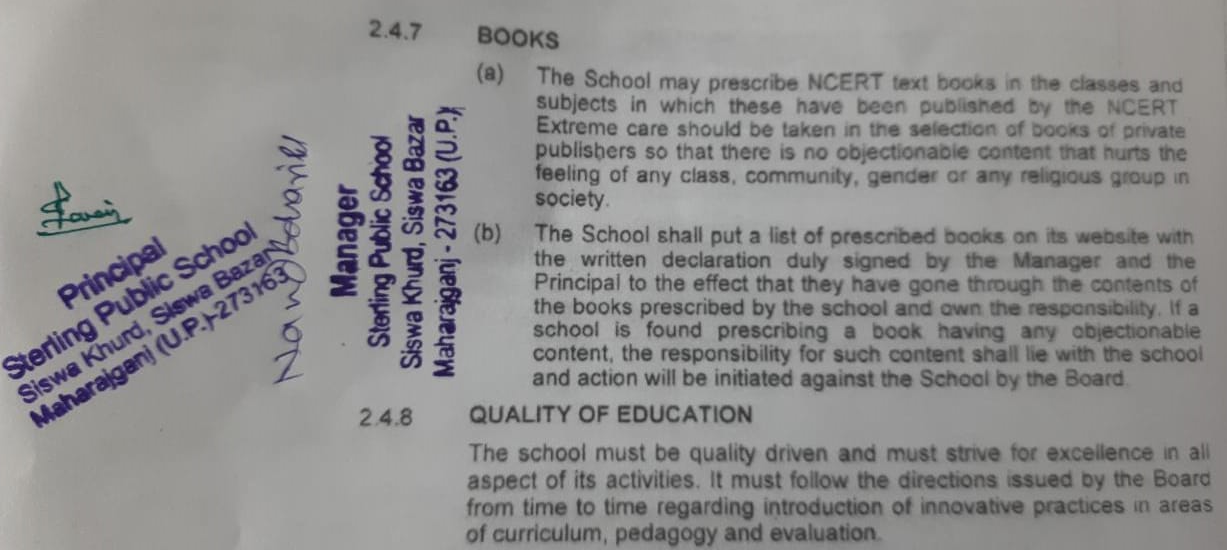 2.4.7 BOOKS
(a) The School may prescribe NCERT text books in the classes and
subjects in which these have been published by the NCERT
Extreme care should be taken in the selection of books of private
publishers so that there is no objectionable content that hurts the
feeling of any class, community, gender or any religious group in
society.
(b) The School shall put a list of prescribed books on its website with
the written declaration duly signed by the Manager and the
Principal to the effect that they have gone through the contents of
the books prescribed by the school and own the responsibility. If a
school is found prescribing a book having any objectionable
content, the responsibility for such content shall lie with the school
and action will be initiated against the School by the Board.
2.4.8 QUALITY OF EDUCATION
The school must be quality driven and must strive for excellence in all
aspect of its activities. It must follow the directions issued by the Board
from time to time regarding introduction of innovative practices in areas
of curriculum, pedagogy and evaluation.
Principal
Sterling Public School
Siswa Khurd, Siswa Bazar
Maharajganj (U.P.)-273163
Manager
Sterling Public School
Siswa Khurd, Siswa Bazar
Maharajganj - 273163 (U.P.)